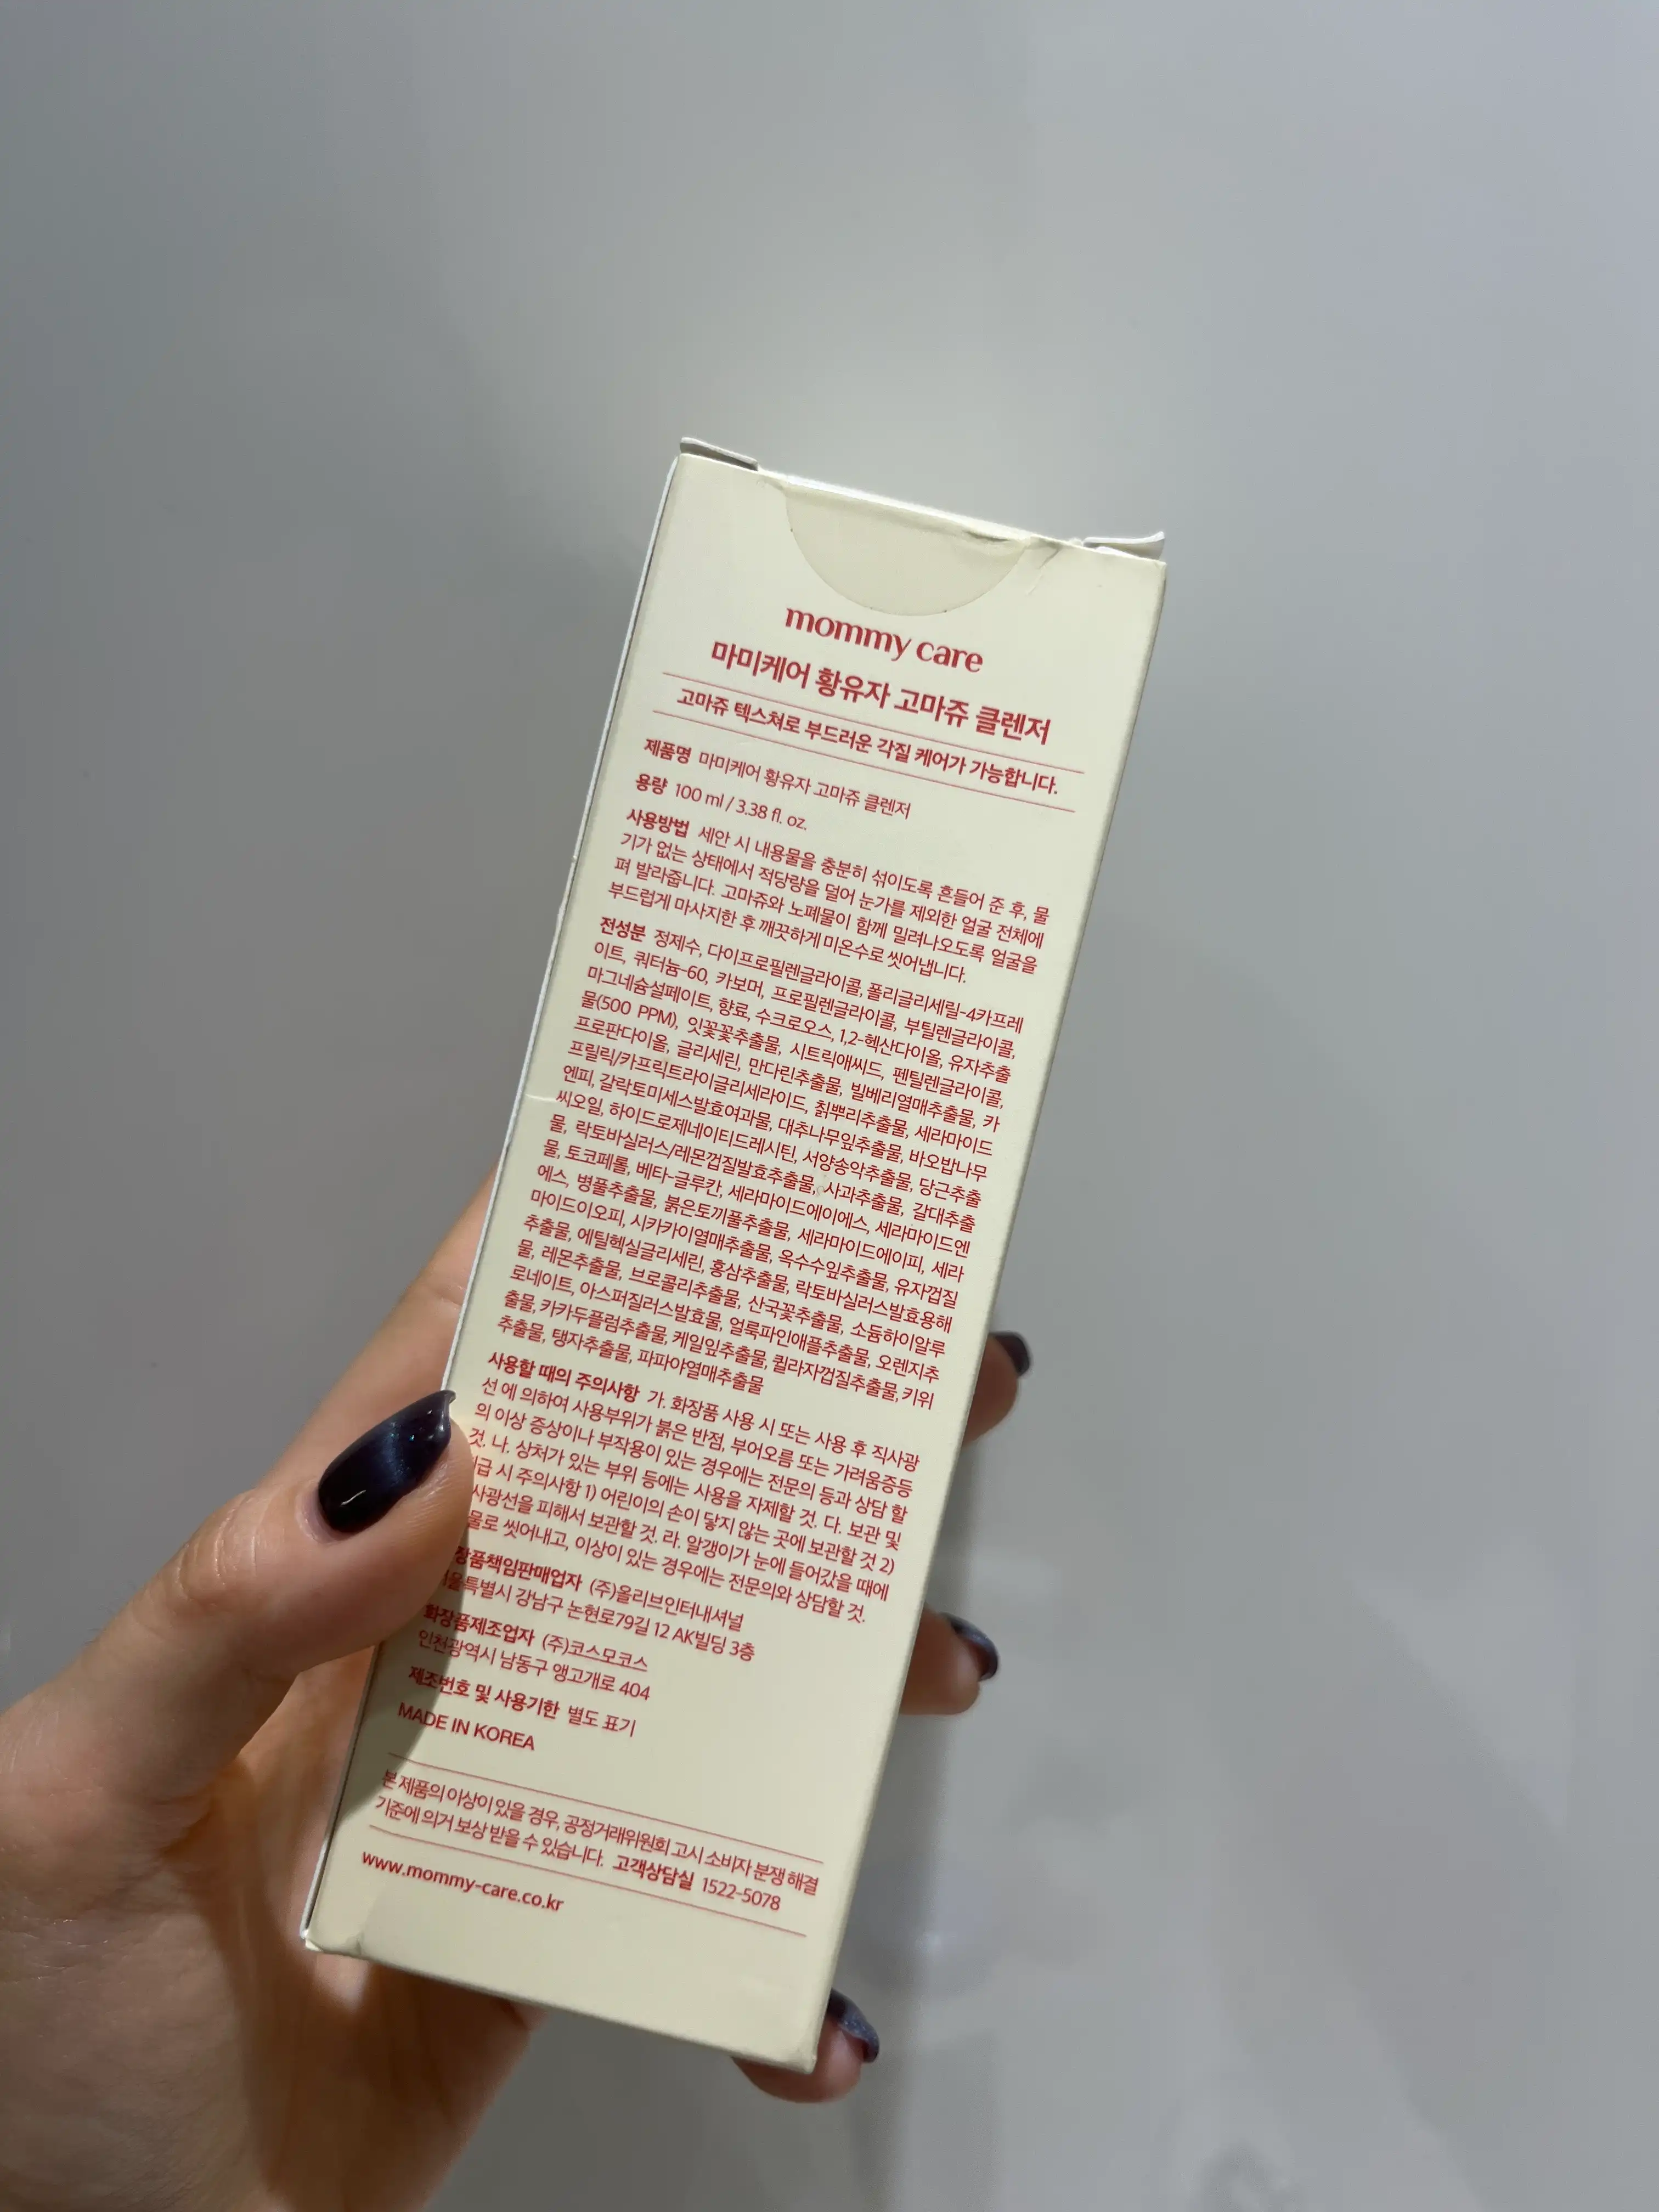 mommy care
마미케어 황유자 고마쥬 클렌저
고마쥬 텍스쳐로 부드러운 각질 케어가 가능합니다.
제품명 마미케어 황유자 고마쥬 클렌저
용량 100 ml / 3.38 fl. oz.
사용방법 세안 시 내용물을 충분히 섞이도록 흔들어 준 후, 물
기가 없는 상태에서 적당량을 덜어 눈가를 제외한 얼굴 전체에
펴 발라줍니다. 고마쥬와 노폐물이 함께 밀려나오도록 얼굴을
부드럽게 마사지한 후 깨끗하게 미온수로 씻어냅니다.
전성분 정제수, 다이프로필렌글라이콜, 폴리글리세릴-4카프레
이트, 쿼터늄-60, 카보머, 프로필렌글라이콜, 부틸렌글라이콜,
마그네슘설페이트, 향료, 수크로오스, 1,2-헥산다이올, 유자추출
물(500 PPM), 잇꽃꽃추출물, 시트릭애씨드, 펜틸렌글라이콜,
프로판다이올, 글리세린, 만다린추출물, 빌베리열매추출물, 카
프릴릭/카프릭트라이글리세라이드, 칡뿌리추출물, 세라마이드
엔피, 갈락토미세스발효여과물, 대추나무잎추출물, 바오밥나무
씨오일, 하이드로제네이티드레시틴, 서양송악추출물, 당근추출
물, 락토바실러스/레몬껍질발효추출물, 사과추출물, 갈대추출
물, 토코페롤, 베타-글루칸, 세라마이드에이에스, 세라마이드엔
에스, 병풀추출물, 붉은토끼풀추출물, 세라마이드에이피, 세라
마이드이오피, 시카카이열매추출물, 옥수수잎추출물, 유자껍질
추출물, 에틸헥실글리세린, 홍삼추출물, 락토바실러스발효용해
물, 레몬추출물, 브로콜리추출물, 산국꽃추출물, 소듐하이알루
로네이트, 아스퍼질러스발효물, 얼룩파인애플추출물, 오렌지추
출물, 카카두플럼추출물, 케일잎추출물, 퀼라자껍질추출물, 키위
추출물, 탱자추출물, 파파야열매추출물
사용할 때의 주의사항 가. 화장품 사용 시 또는 사용 후 직사광
선 에 의하여 사용부위가 붉은 반점, 부어오름 또는 가려움증등
의 이상 증상이나 부작용이 있는 경우에는 전문의 등과 상담 할
것. 나. 상처가 있는 부위 등에는 사용을 자제할 것. 다. 보관 및
급 시 주의사항 1) 어린이의 손이 닿지 않는 곳에 보관할 것 2)
사광선을 피해서 보관할 것. 라. 알갱이가 눈에 들어갔을 때에
물로 씻어내고, 이상이 있는 경우에는 전문의와 상담할 것.
장품책임판매업자 (주)올리브인터내셔널
울특별시 강남구 논현로79길 12 AK빌딩 3층
화장품제조업자 (주)코스모코스
인천광역시 남동구 앵고개로 404
제조번호 및 사용기한 별도 표기
MADE IN KOREA
본 제품의 이상이 있을 경우, 공정거래위원회 고시 소비자 분쟁 해결
기준에 의거 보상 받을 수 있습니다. 고객상담실 1522-5078
www.mommy-care.co.kr